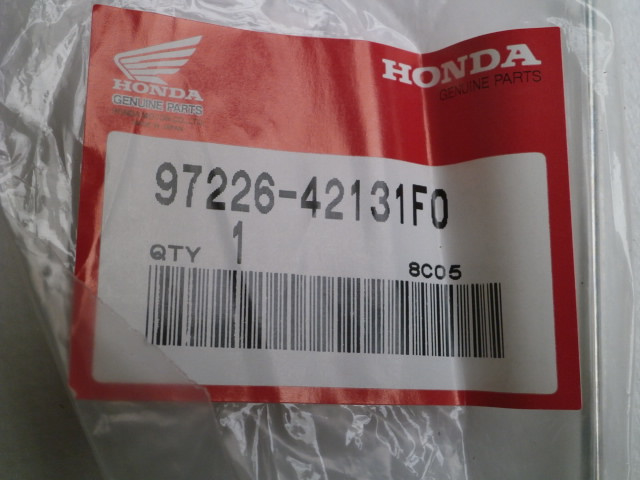 HONDA
GENUINE PARTS
HONDA
GENUINE PARTS
97226-42131F0
QTY 1
8C05